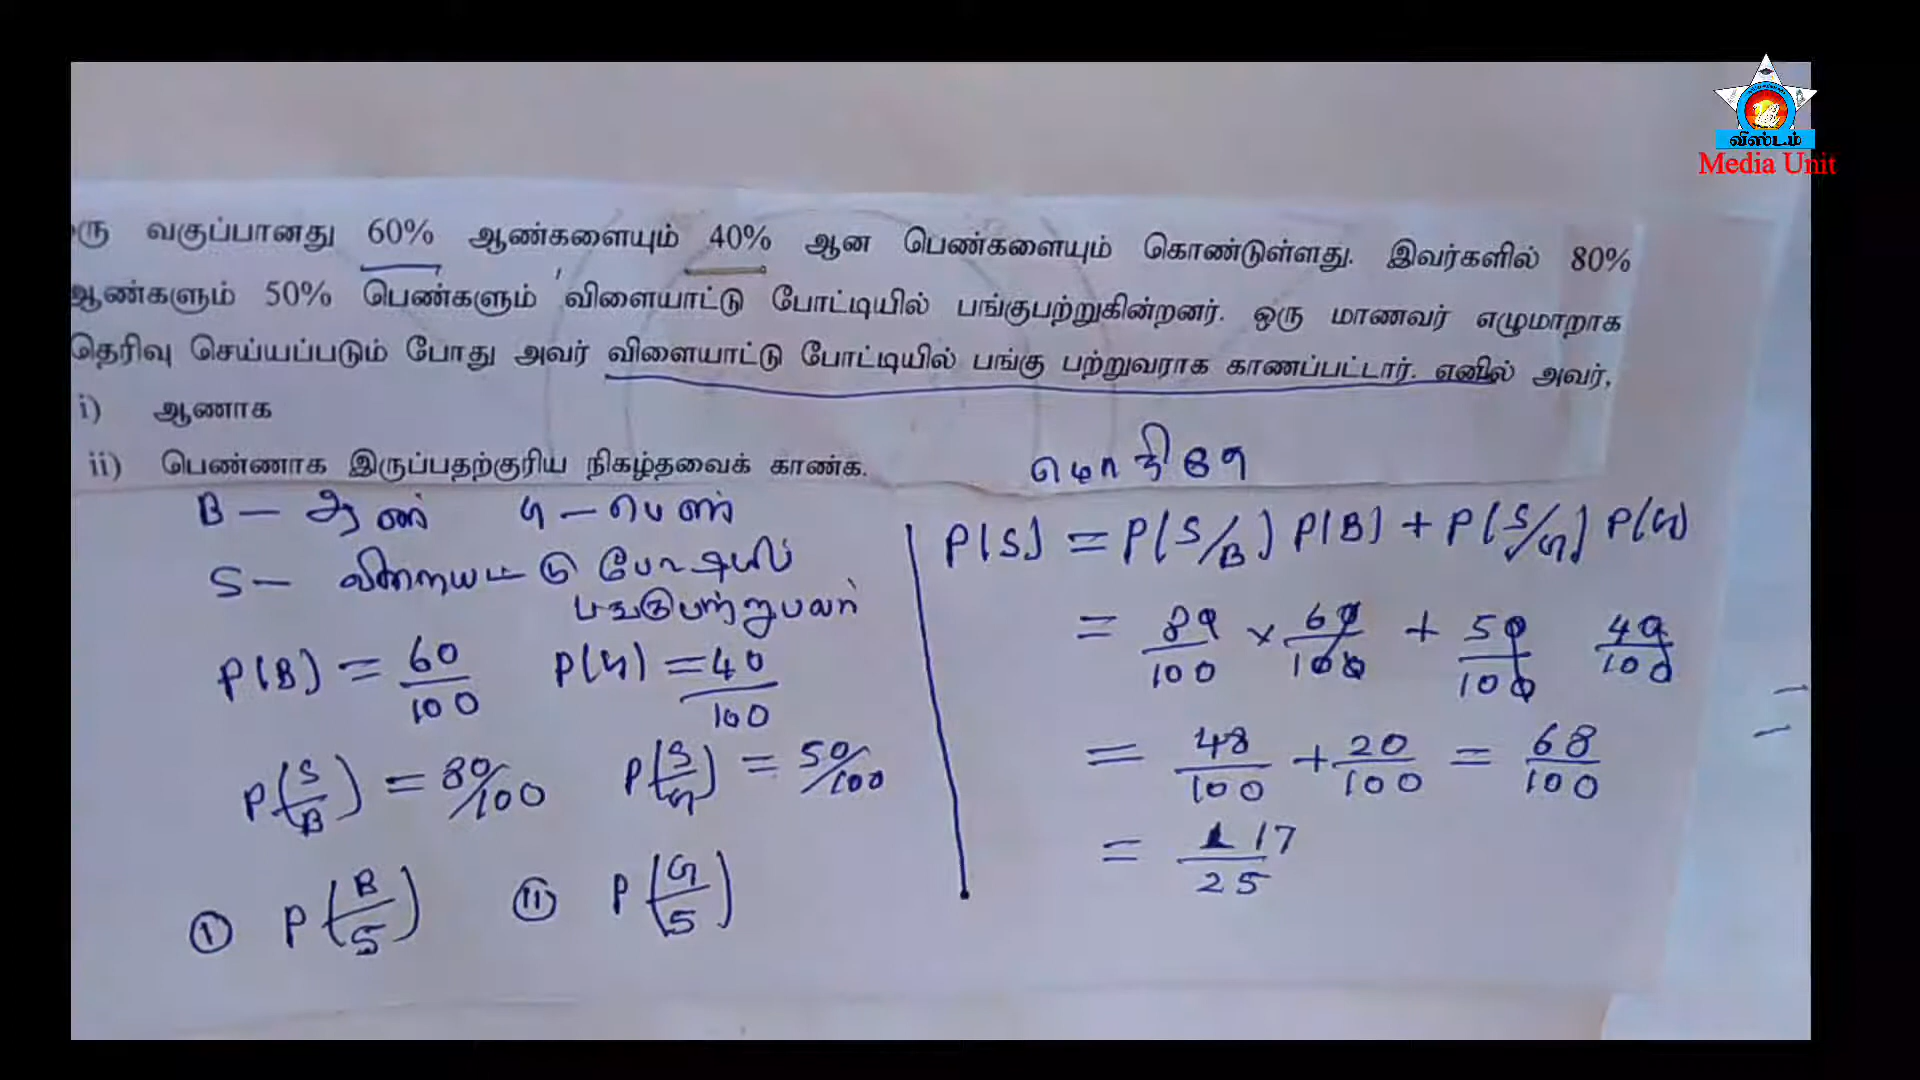 ரு வகுப்பானது 60% ஆண்களையும் 40% ஆன பெண்களையும் கொண்டுள்ளது. இவர்களில் 80%
ஆண்களும் 50% பெண்களும் விளையாட்டு போட்டியில் பங்குபற்றுகின்றனர். ஒரு மாணவர் எழுமாறாக
தெரிவு செய்யப்படும் போது அவர் விளையாட்டு போட்டியில் பங்கு பற்றுவராக காணப்பட்டார். எனில் அவர்,
i) ஆணாக
ii) பெண்ணாக இருப்பதற்குரிய நிகழ்தவைக் காண்க.
B — ஆண் G — பெண்
S — விளையாட்டு போட்டியில்
பங்குபற்றுபவர்
P(B) = 60/100 P(G) = 40/100
P(S/B) = 80/100 P(S/G) = 50/100
(i) P(B/S) (ii) P(G/S)
P(S) = P(S/B) P(B) + P(S/G) P(G)
= 80/100 × 60/100 + 50/100 40/100
= 48/100 + 20/100 = 68/100
= 17/25
விஸ்டம்
Media Unit